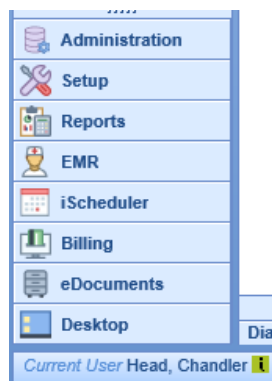 Administration
Setup
Reports
EMR
iScheduler
Billing
eDocuments
Desktop
Dia
Current User Head, Chandler i